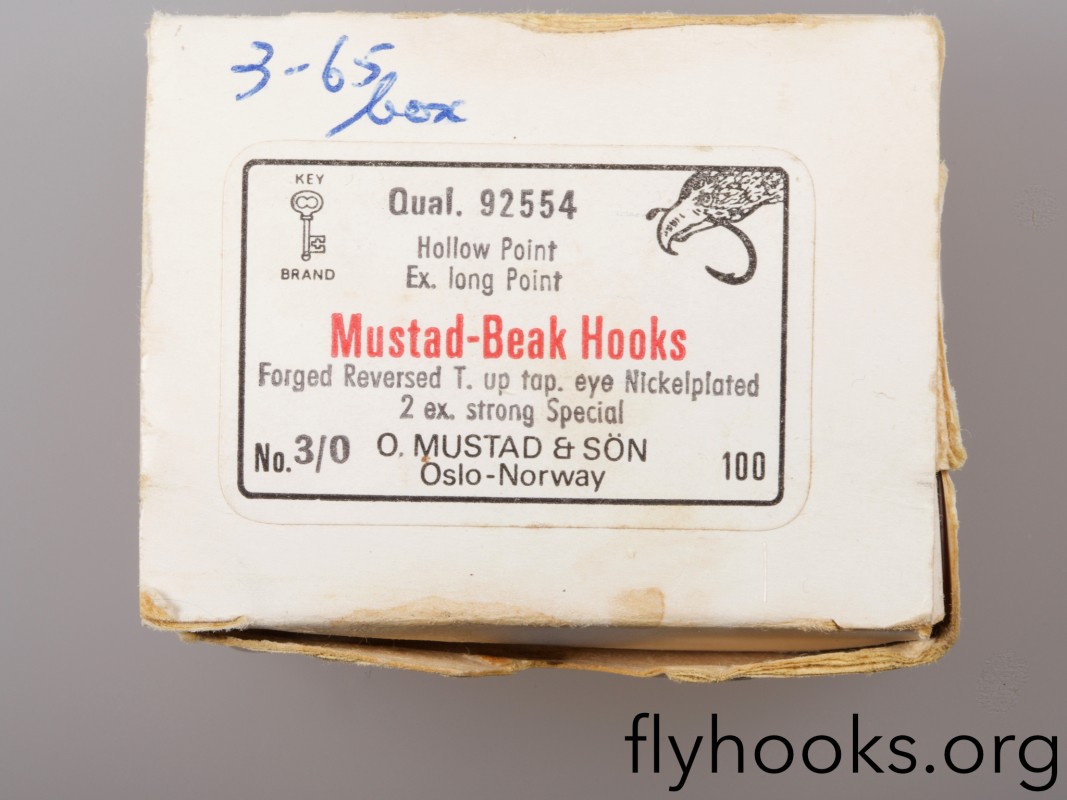 3-65
box
KEY
BRAND
Qual. 92554
Hollow Point
Ex. long Point
Mustad-Beak Hooks
Forged Reversed T. up tap. eye Nickelplated
2 ex. strong Special
No. 3/0 O. MUSTAD & SÖN 100
Oslo-Norway
flyhooks.org